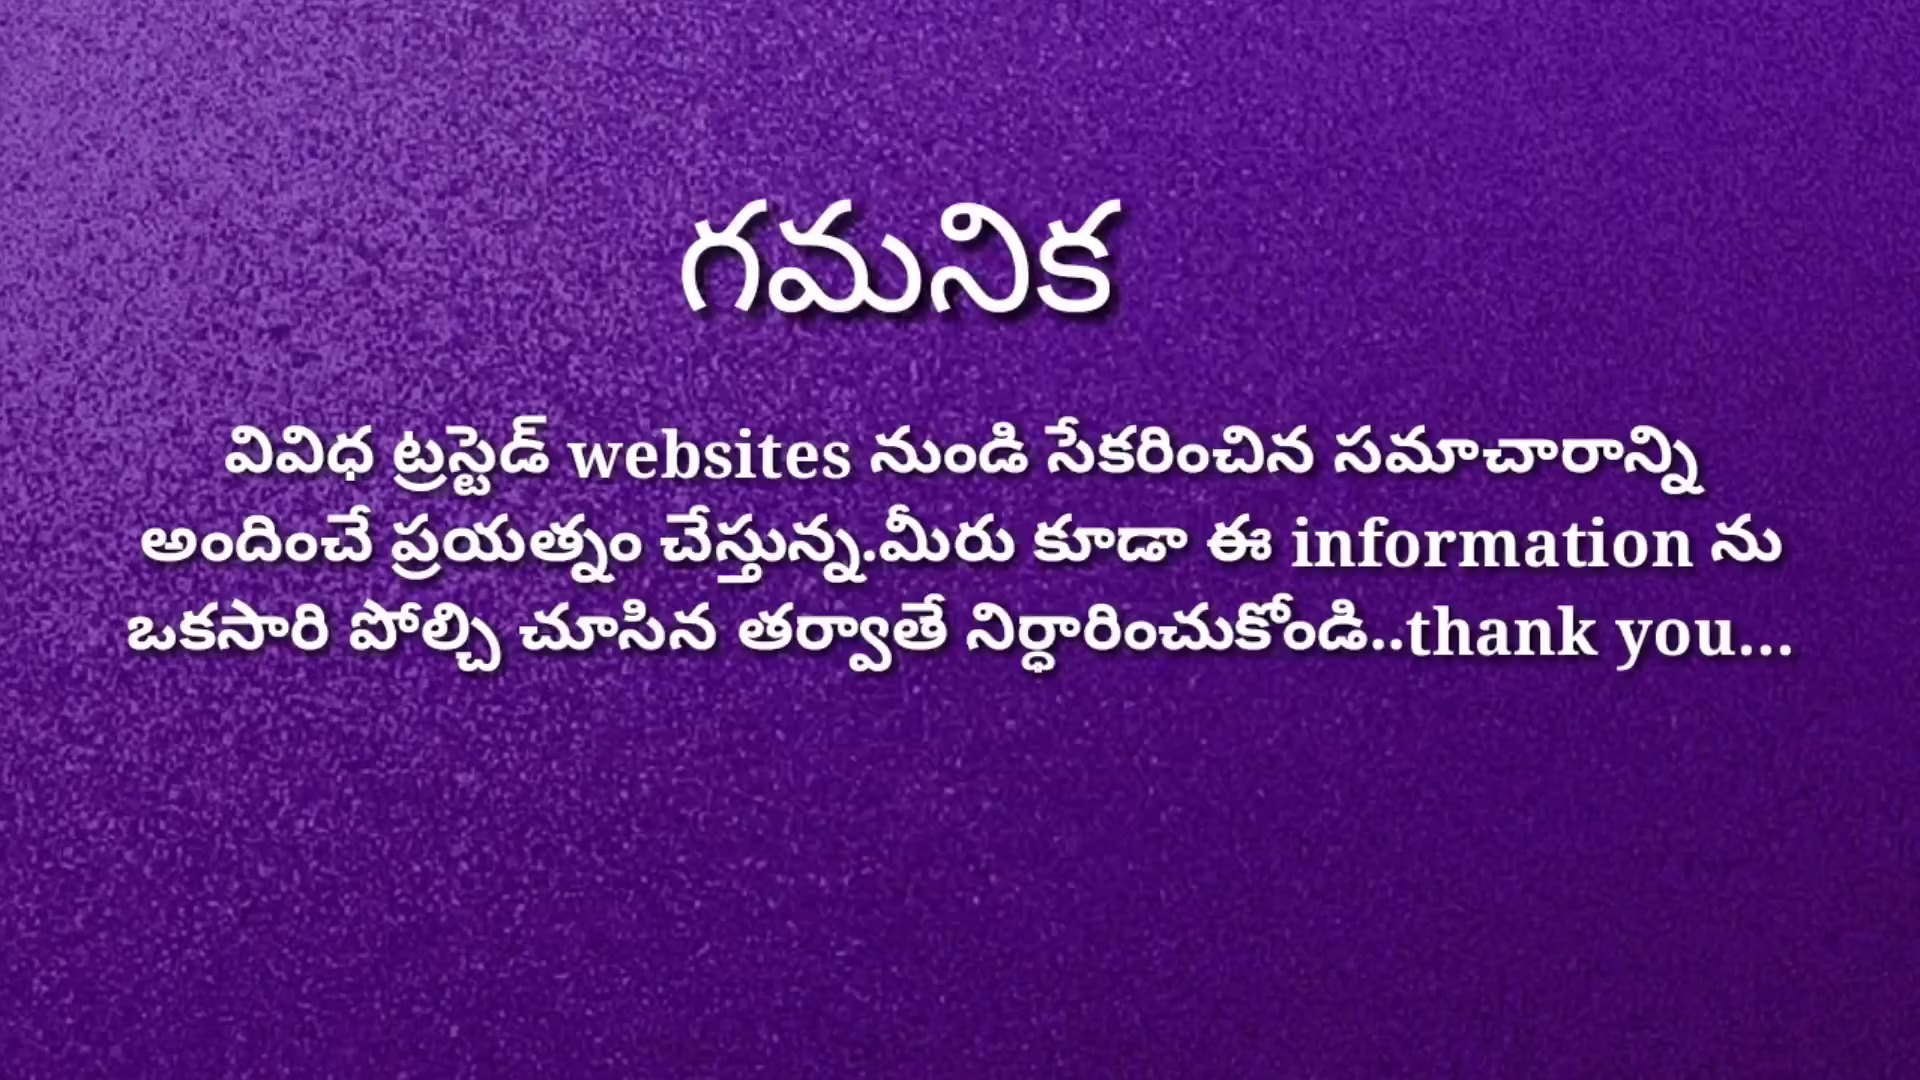 గమనిక
వివిధ ట్రస్టెడ్ websites నుండి సేకరించిన సమాచారాన్ని
అందించే ప్రయత్నం చేస్తున్న.మీరు కూడా ఈ information ను
ఒకసారి పోల్చి చూసిన తర్వాతే నిర్ధారించుకోండి..thank you...